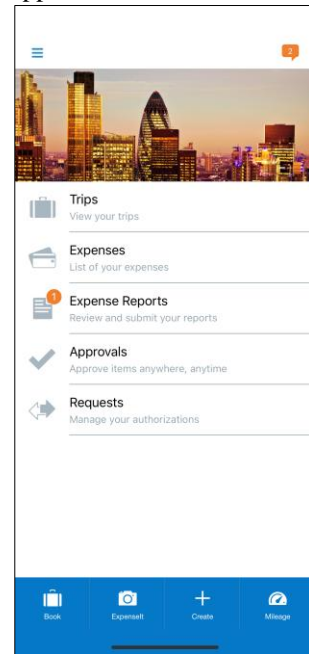 2
Trips
View your trips
Expenses
List of your expenses
1
Expense Reports
Review and submit your reports
Approvals
Approve items anywhere, anytime
Requests
Manage your authorizations
Book
ExpenseIt
Create
Mileage